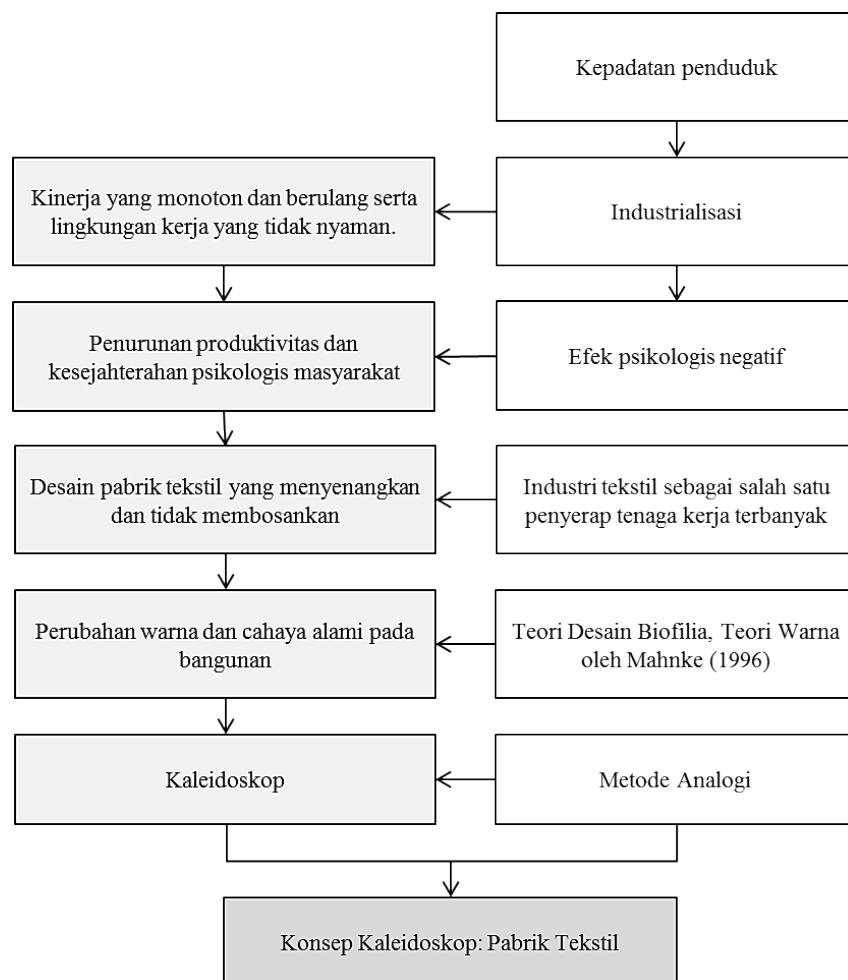 Kepadatan penduduk
Kinerja yang monoton dan berulang serta
lingkungan kerja yang tidak nyaman.
Industrialisasi
Penurunan produktivitas dan
kesejahterahan psikologis masyarakat
Efek psikologis negatif
Desain pabrik tekstil yang menyenangkan
dan tidak membosankan
Industri tekstil sebagai salah satu
penyerap tenaga kerja terbanyak
Perubahan warna dan cahaya alami pada
bangunan
Teori Desain Biofilia, Teori Warna
oleh Mahnke (1996)
Kaleidoskop
Metode Analogi
Konsep Kaleidoskop: Pabrik Tekstil